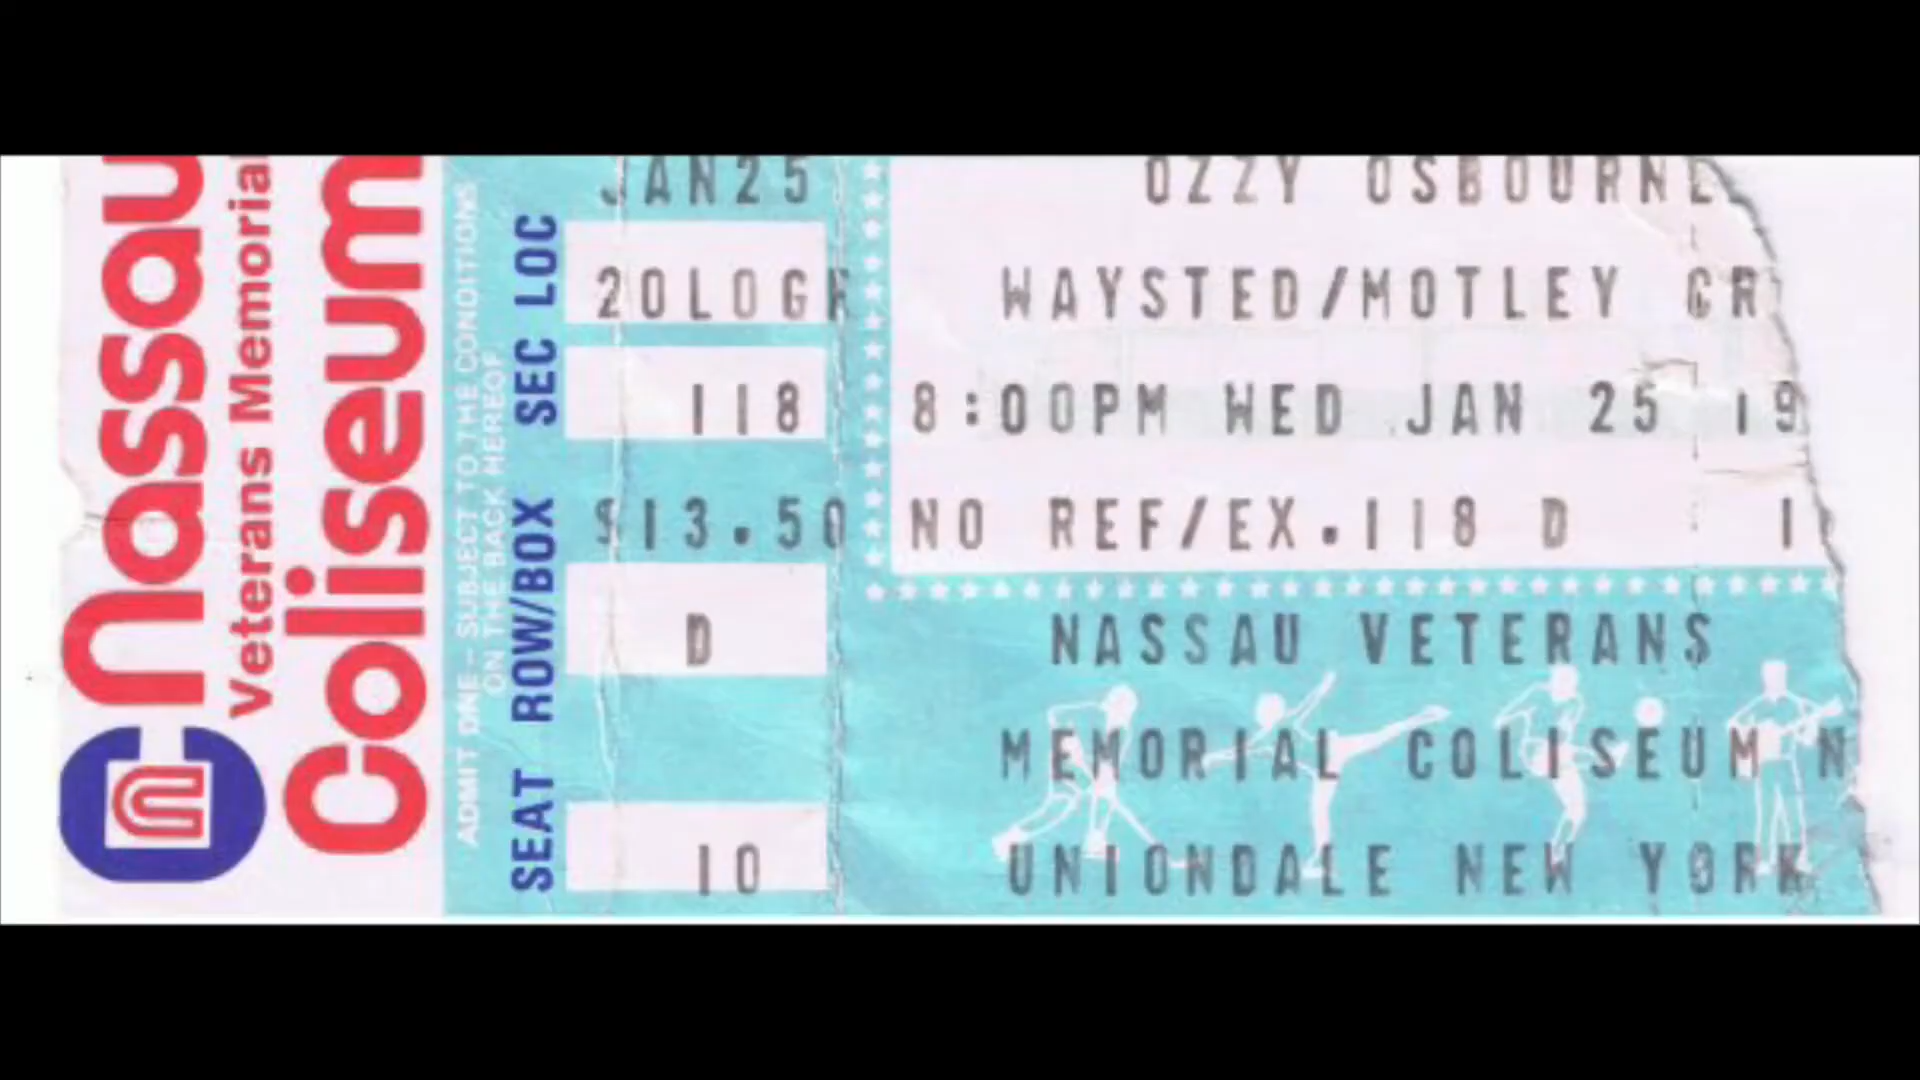 Nassau
Veterans Memorial
Coliseum
ADMIT ONE - SUBJECT TO THE CONDITIONS
ON THE BACK HEREOF.
LOC
SEC
ROW/BOX
SEAT
JAN25
20LOGR
118
$13.50
D
10
OZZY OSBOURNE
WAYSTED/MOTLEY CR
8:00PM WED JAN 25 19
NO REF/EX.118 D 1
NASSAU VETERANS
MEMORIAL COLISEUM N
UNIONDALE NEW YORK